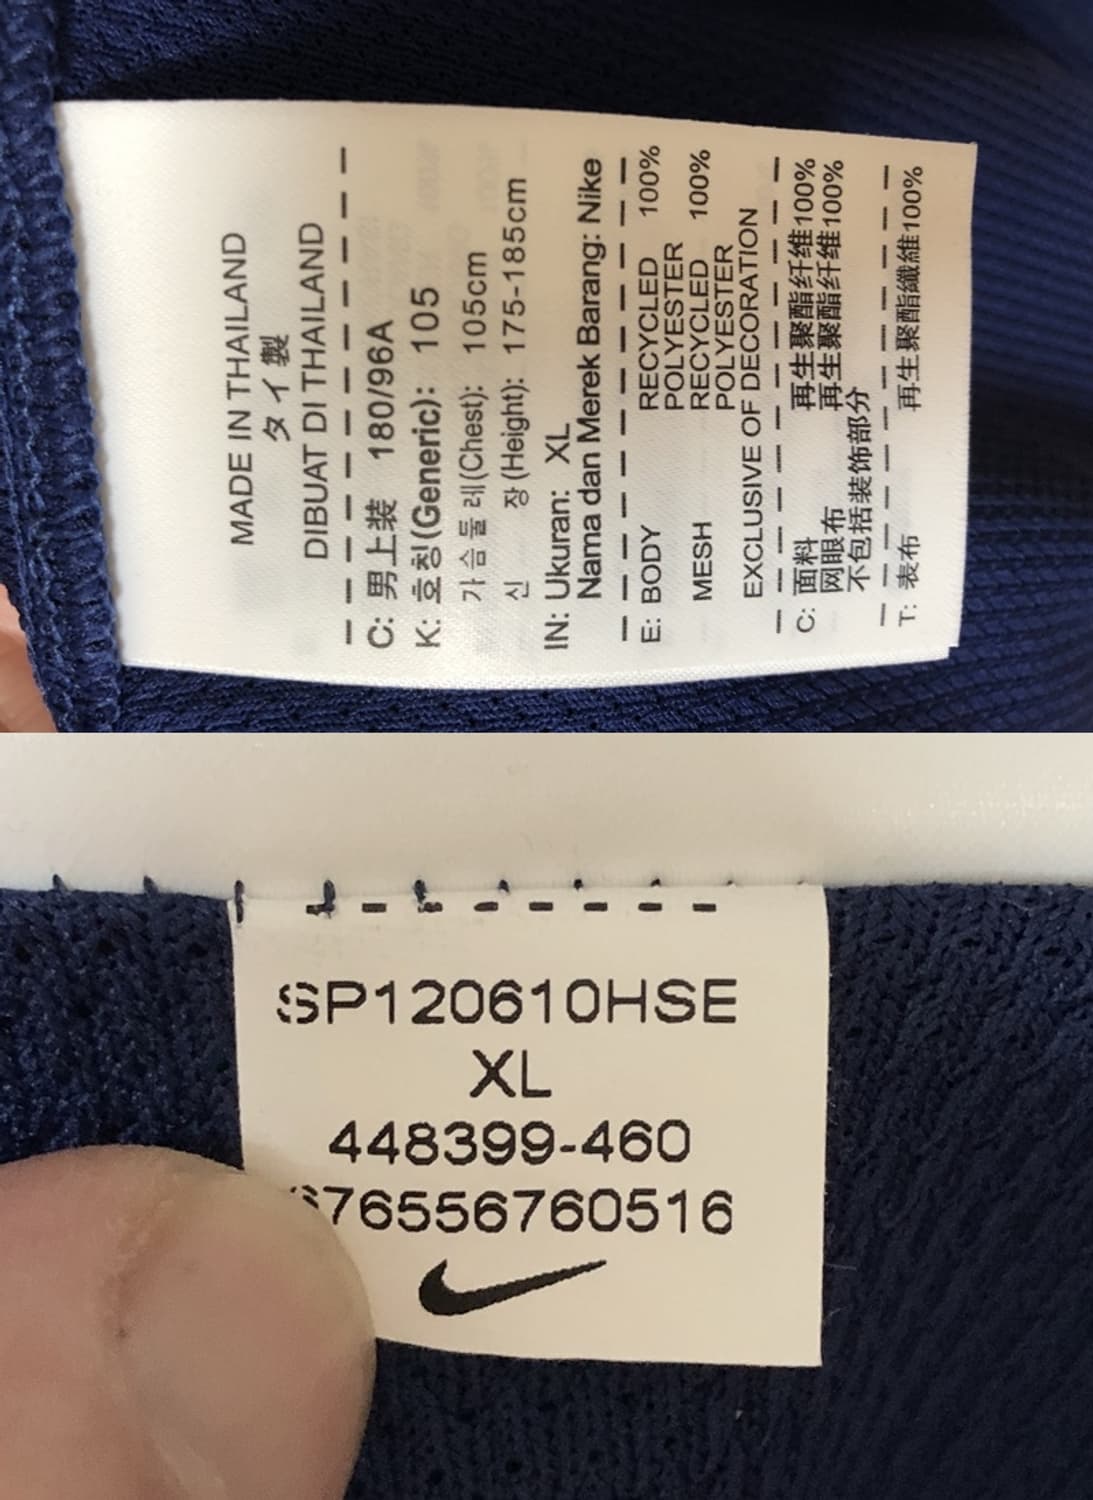 MADE IN THAILAND
タイ製
DIBUAT DI THAILAND
C: 男上装 180/96A
K: 호칭(Generic): 105
가슴둘레(Chest): 105cm
신 장(Height): 175-185cm
IN: Ukuran: XL
Nama dan Merek Barang: Nike
E: BODY RECYCLED 100%
POLYESTER
MESH RECYCLED 100%
POLYESTER
EXCLUSIVE OF DECORATION
C: 面料 再生聚酯纤维100%
网眼布 再生聚酯纤维100%
不包括装饰部分
T: 表布 再生聚酯纖維100%
SP120610HSE
XL
448399-460
76556760516